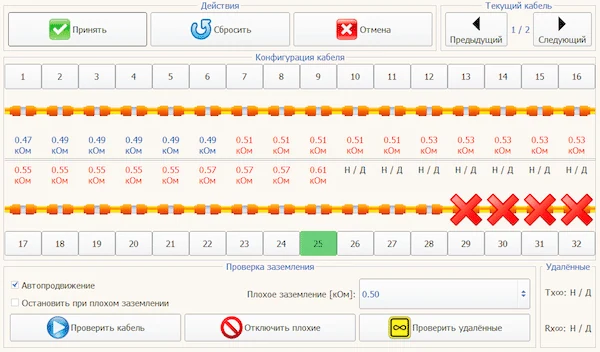 Действия
Текущий кабель
Принять
Сбросить
Отмена
Предыдущий
1 / 2
Следующий
Конфигурация кабеля
1 2 3 4 5 6 7 8 9 10 11 12 13 14 15 16
0.47 0.49 0.49 0.49 0.49 0.49 0.51 0.51 0.51 0.51 0.51 0.53 0.53 0.53 0.53 0.53
кОм кОм кОм кОм кОм кОм кОм кОм кОм кОм кОм кОм кОм кОм кОм кОм
0.55 0.55 0.55 0.55 0.55 0.57 0.57 0.57 0.61 Н / Д Н / Д Н / Д Н / Д Н / Д Н / Д Н / Д
кОм кОм кОм кОм кОм кОм кОм кОм кОм
17 18 19 20 21 22 23 24 25 26 27 28 29 30 31 32
Проверка заземления
Удалённые
Автопродвижение
Остановить при плохом заземлении
Плохое заземление [кОм]:
0.50
Tx∞: Н / Д
Проверить кабель
Отключить плохие
Проверить удалённые
Rx∞: Н / Д